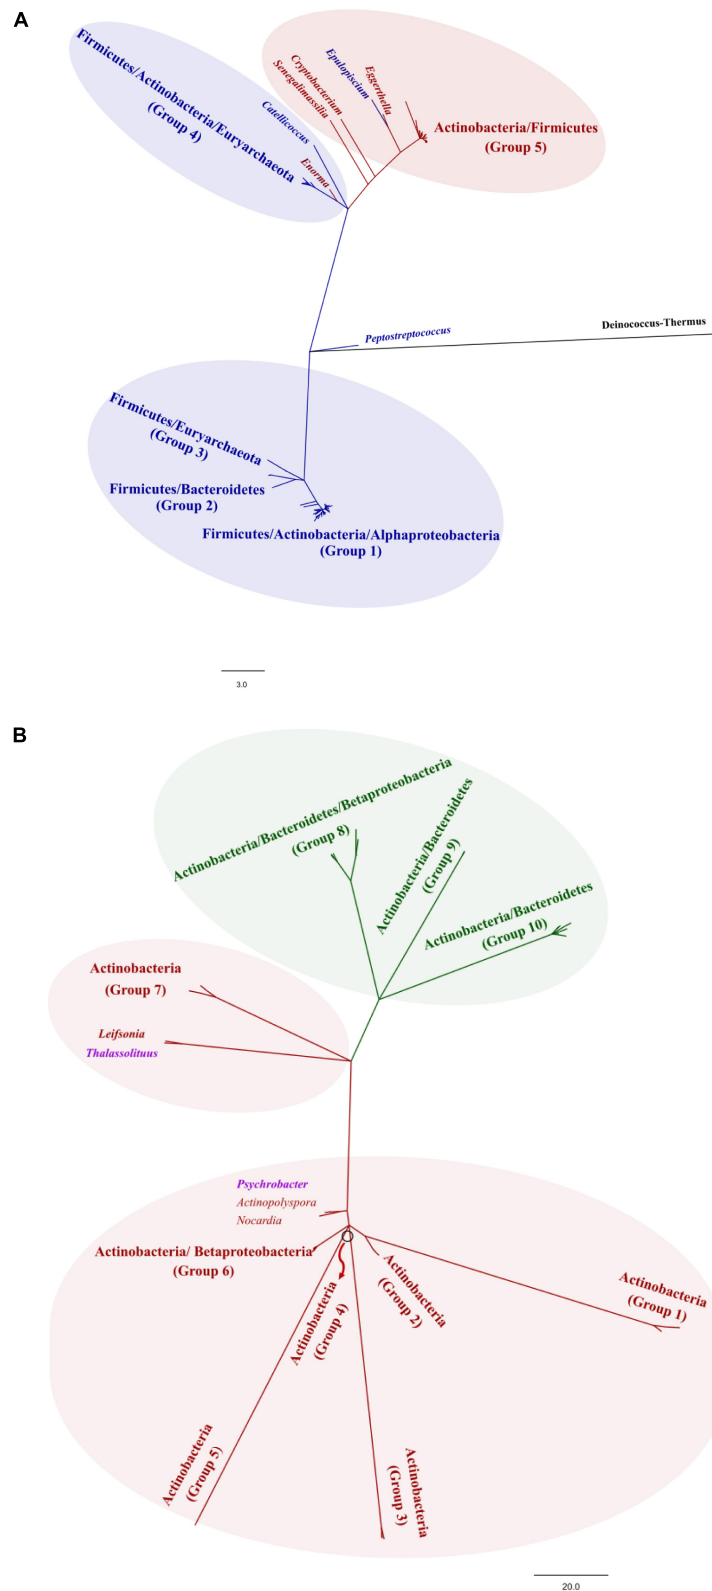 A
Firmicutes/Actinobacteria/Euryarchaeota
(Group 4)
Catellicoccus
Enorma
Senegalimassilia
Cryptobacterium
Epulopiscium
Eggerthella
Actinobacteria/Firmicutes
(Group 5)
Peptostreptococcus
Deinococcus-Thermus
Firmicutes/Euryarchaeota
(Group 3)
Firmicutes/Bacteroidetes
(Group 2)
Firmicutes/Actinobacteria/Alphaproteobacteria
(Group 1)
3.0
B
Actinobacteria/Bacteroidetes/Betaproteobacteria
(Group 8)
Actinobacteria/Bacteroidetes
(Group 9)
Actinobacteria/Bacteroidetes
(Group 10)
Actinobacteria
(Group 7)
Leifsonia
Thalassolituus
Psychrobacter
Actinopolyspora
Nocardia
Actinobacteria/ Betaproteobacteria
(Group 6)
Actinobacteria
(Group 4)
Actinobacteria
(Group 2)
Actinobacteria
(Group 1)
Actinobacteria
(Group 5)
Actinobacteria
(Group 3)
20.0